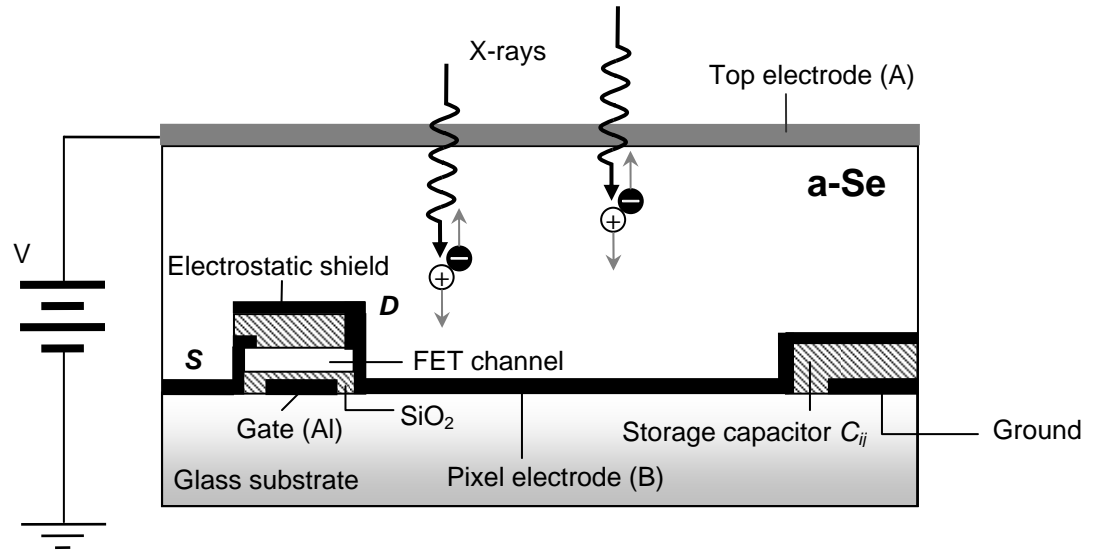 X-rays
Top electrode (A)
a-Se
V
Electrostatic shield
D
S
FET channel
SiO₂
Gate (Al)
Storage capacitor Cᵢⱼ
Ground
Pixel electrode (B)
Glass substrate
+
−
+
−